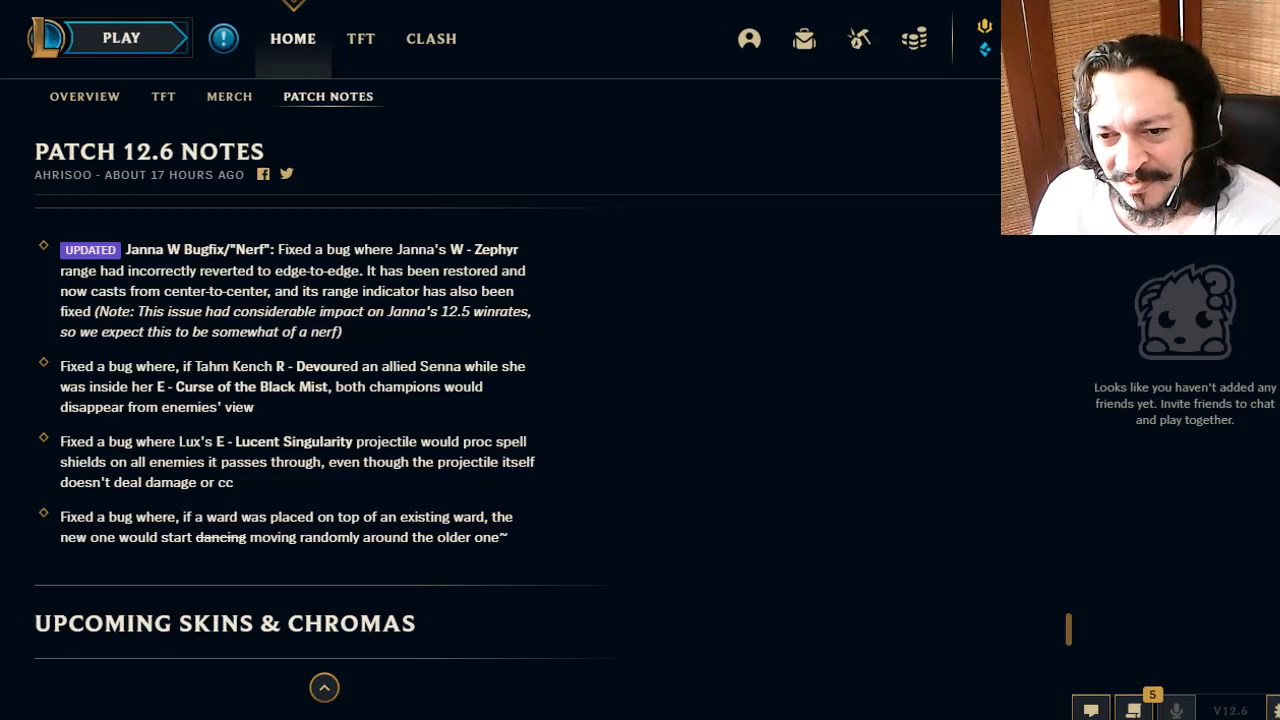 PLAY
HOME
TFT
CLASH
OVERVIEW
TFT
MERCH
PATCH NOTES
PATCH 12.6 NOTES
AHRISOO - ABOUT 17 HOURS AGO
UPDATED Janna W Bugfix/"Nerf": Fixed a bug where Janna's W - Zephyr
range had incorrectly reverted to edge-to-edge. It has been restored and
now casts from center-to-center, and its range indicator has also been
fixed (Note: This issue had considerable impact on Janna's 12.5 winrates,
so we expect this to be somewhat of a nerf)
Fixed a bug where, if Tahm Kench R - Devoured an allied Senna while she
was inside her E - Curse of the Black Mist, both champions would
disappear from enemies' view
Fixed a bug where Lux's E - Lucent Singularity projectile would proc spell
shields on all enemies it passes through, even though the projectile itself
doesn't deal damage or cc
Fixed a bug where, if a ward was placed on top of an existing ward, the
new one would start dancing moving randomly around the older one~
UPCOMING SKINS & CHROMAS
Looks like you haven't added any
friends yet. Invite friends to chat
and play together.
5
V12.6